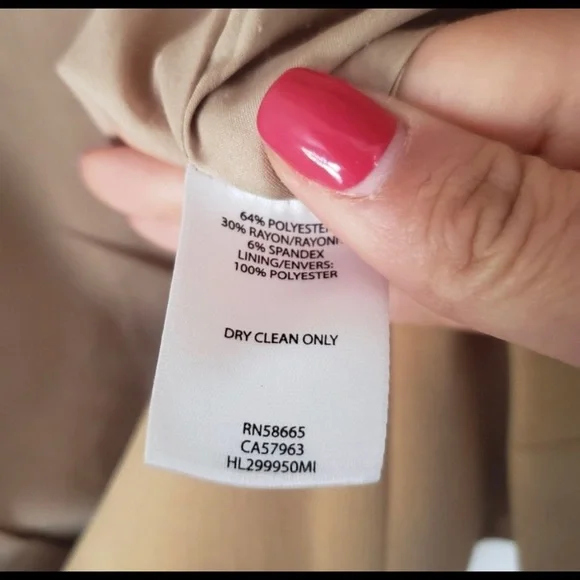 64% POLYESTE
30% RAYON/RAYON
6% SPANDEX
LINING/ENVERS:
100% POLYESTER
DRY CLEAN ONLY
RN58665
CA57963
HL299950MI